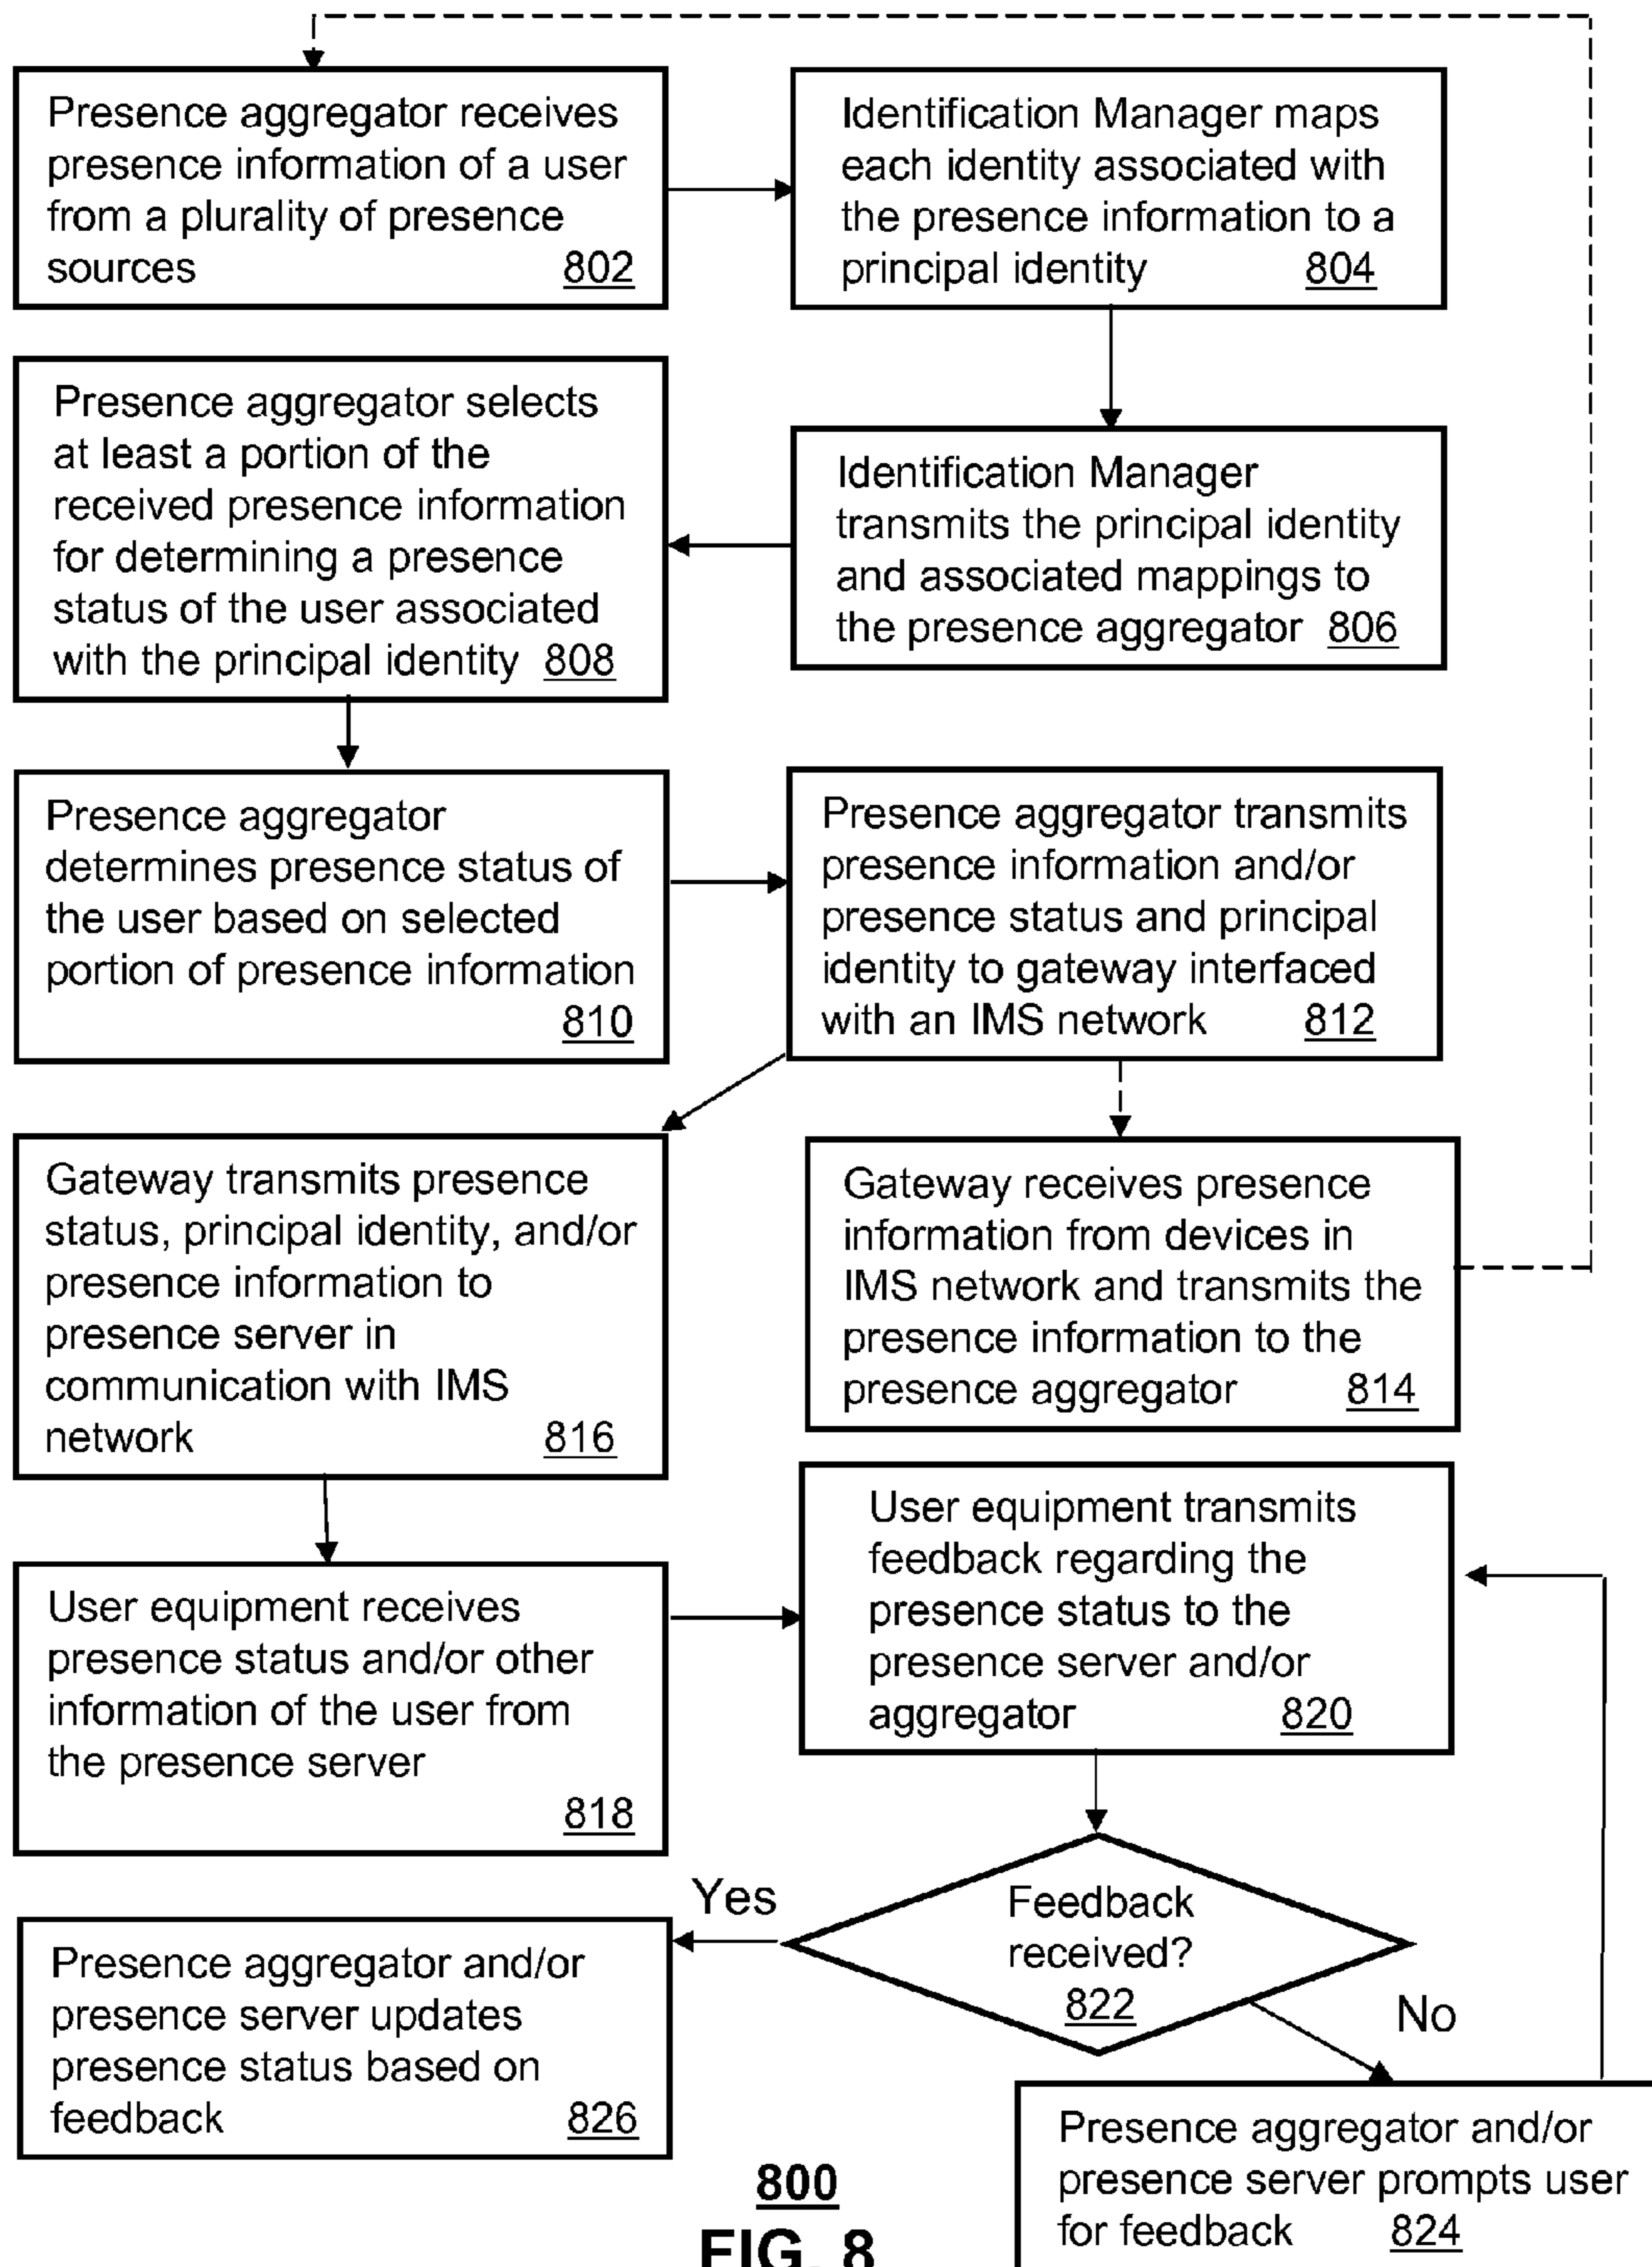 Presence aggregator receives
presence information of a user
from a plurality of presence
sources 802
Identification Manager maps
each identity associated with
the presence information to a
principal identity 804
Identification Manager
transmits the principal identity
and associated mappings to
the presence aggregator 806
Presence aggregator selects
at least a portion of the
received presence information
for determining a presence
status of the user associated
with the principal identity 808
Presence aggregator
determines presence status of
the user based on selected
portion of presence information
810
Presence aggregator transmits
presence information and/or
presence status and principal
identity to gateway interfaced
with an IMS network 812
Gateway receives presence
information from devices in
IMS network and transmits the
presence information to the
presence aggregator 814
Gateway transmits presence
status, principal identity, and/or
presence information to
presence server in
communication with IMS
network 816
User equipment receives
presence status and/or other
information of the user from
the presence server
818
User equipment transmits
feedback regarding the
presence status to the
presence server and/or
aggregator 820
Feedback
received?
822
Yes
No
Presence aggregator and/or
presence server prompts user
for feedback 824
Presence aggregator and/or
presence server updates
presence status based on
feedback 826
800
FIG. 8